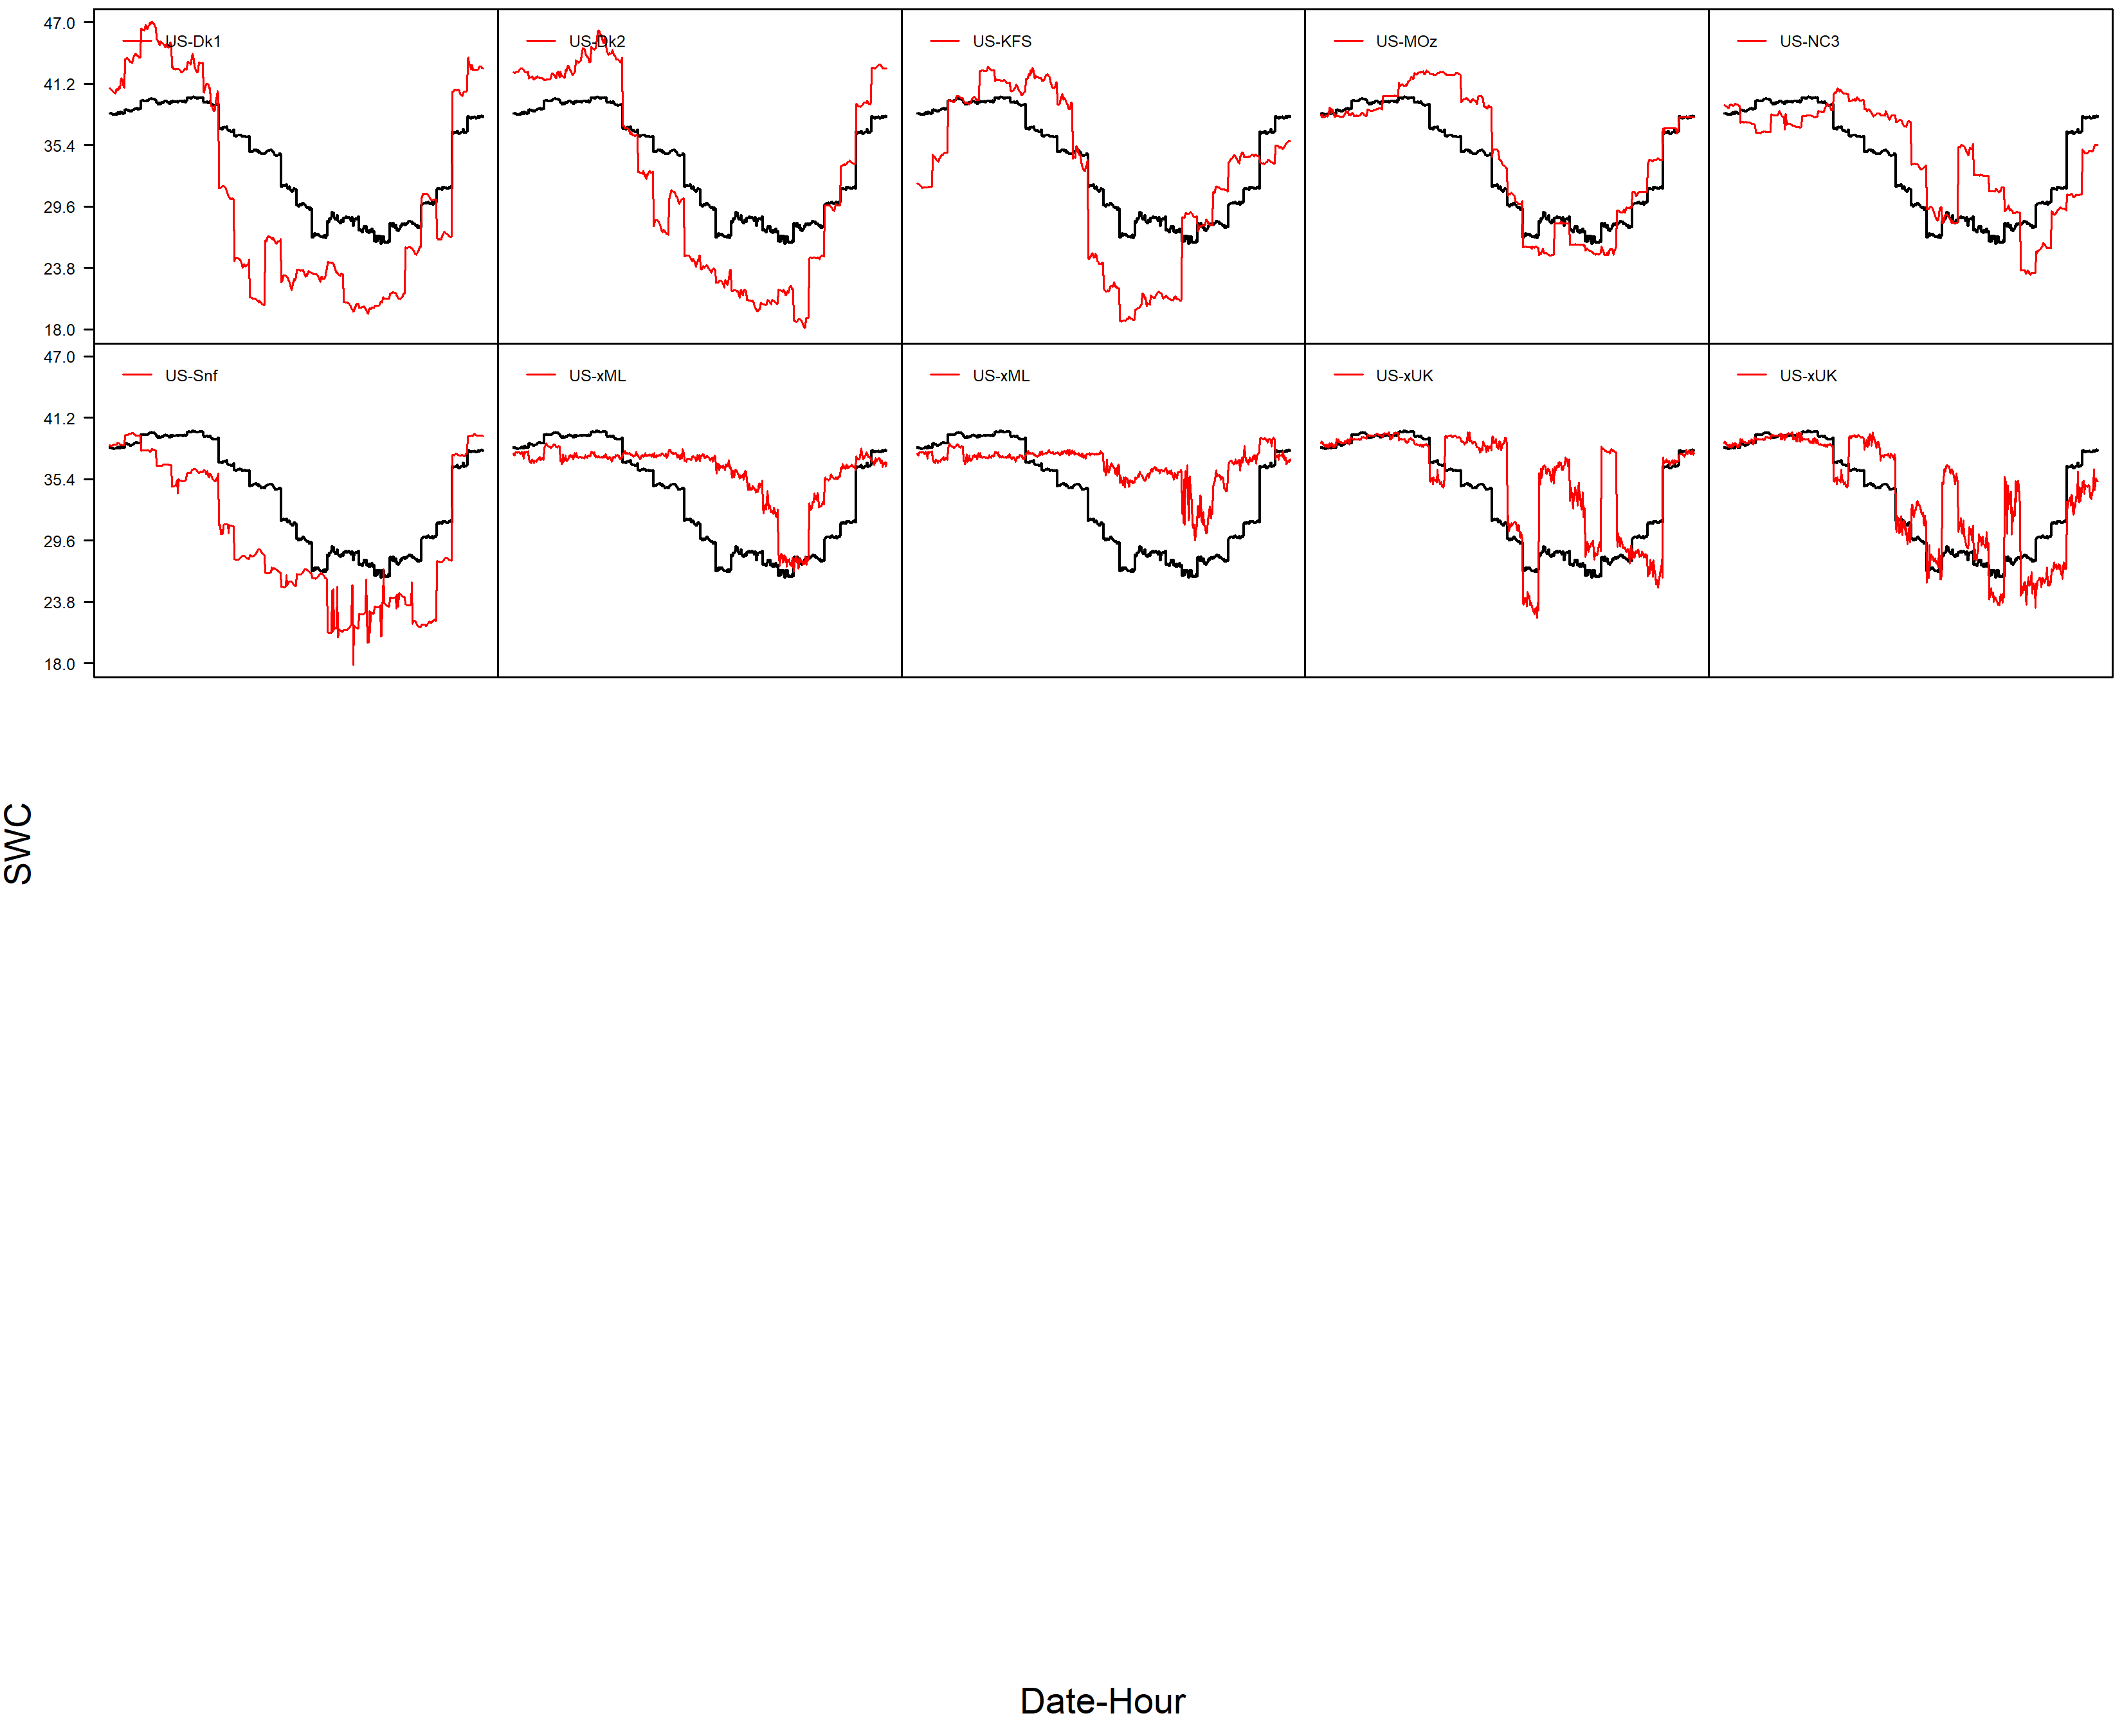 47.0
41.2
35.4
29.6
23.8
18.0
US-Dk1
US-Dk2
US-KFS
US-MOz
US-NC3
47.0
41.2
35.4
29.6
23.8
18.0
US-Snf
US-xML
US-xML
US-xUK
US-xUK
SWC
Date-Hour